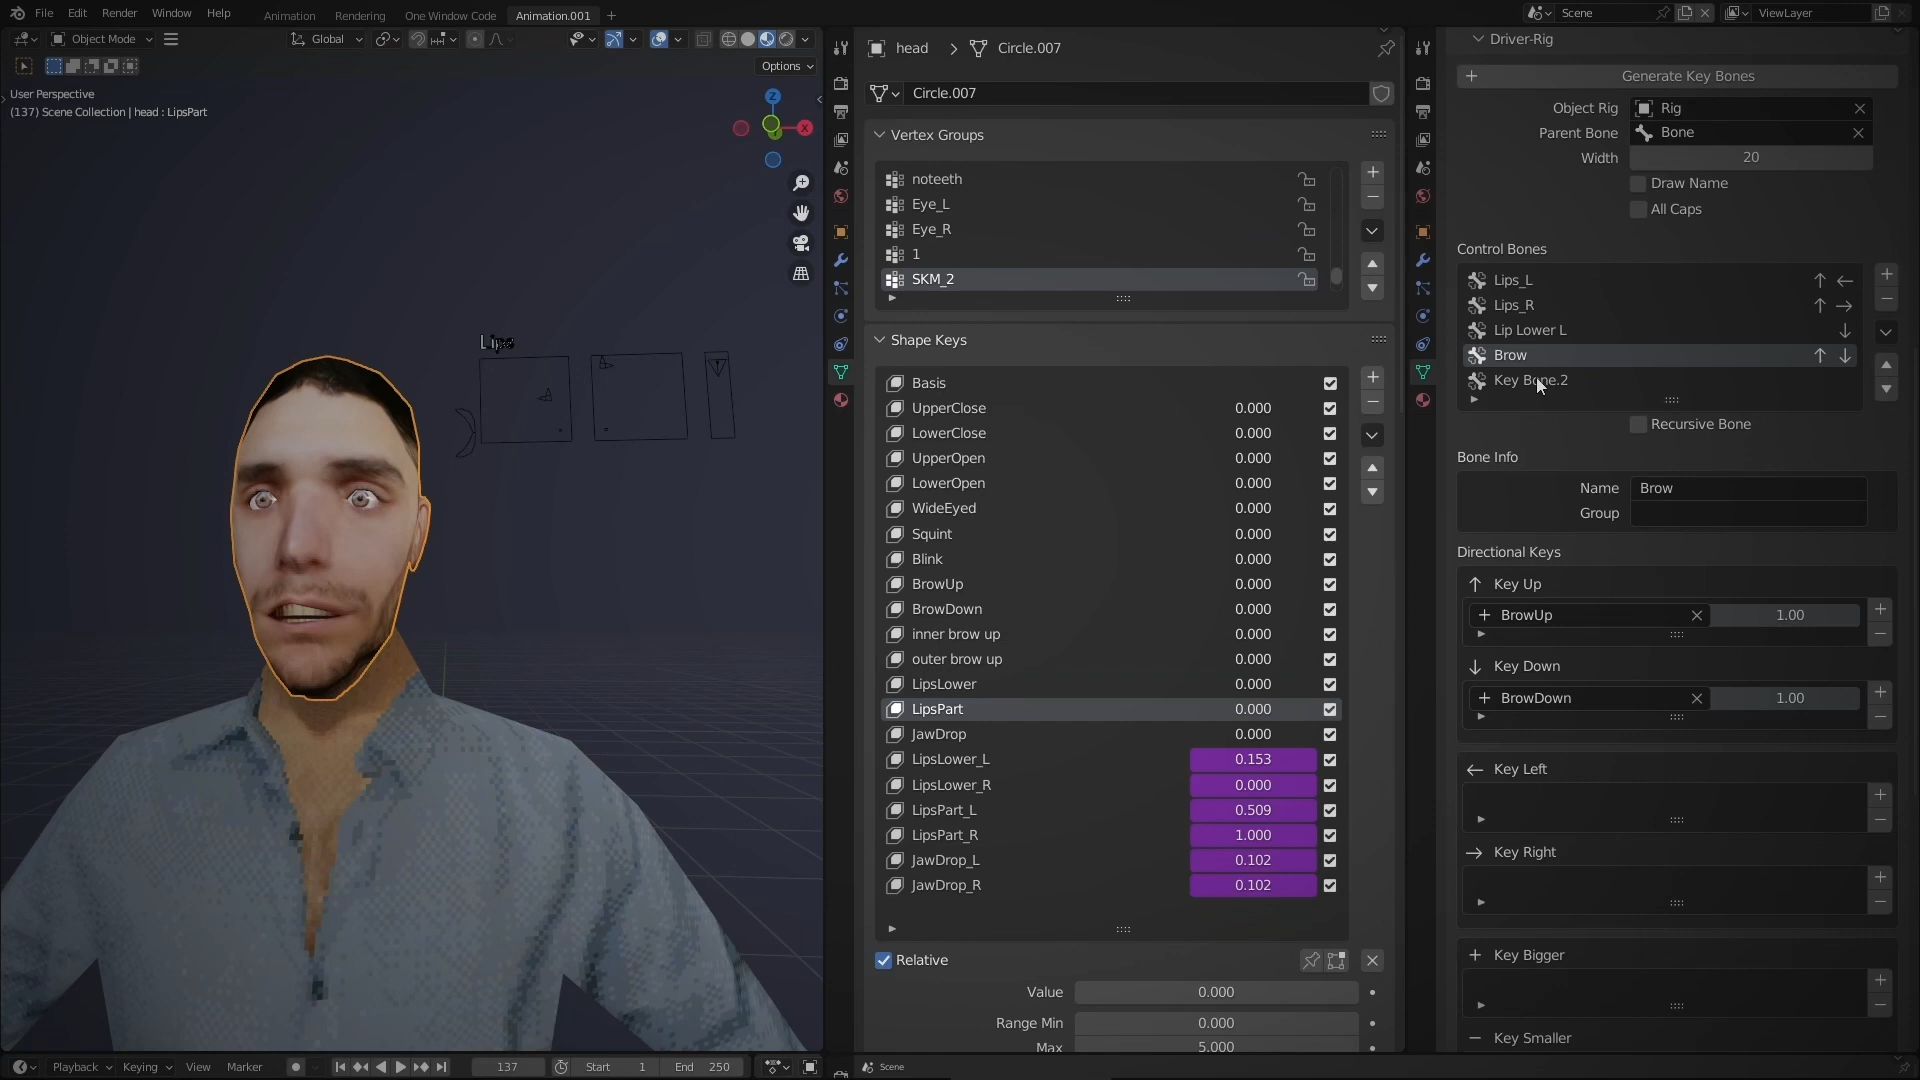 File Edit Render Window Help Animation Rendering One Window Code Animation.001 Scene ViewLayer
Object Mode Global
Options
User Perspective
(137) Scene Collection | head : LipsPart
Z
X
Lips
Playback Keying View Marker 137 Start 1 End 250
head Circle.007
Circle.007
Vertex Groups
noteeth
Eye_L
Eye_R
1
SKM_2
Shape Keys
Basis
UpperClose 0.000
LowerClose 0.000
UpperOpen 0.000
LowerOpen 0.000
WideEyed 0.000
Squint 0.000
Blink 0.000
BrowUp 0.000
BrowDown 0.000
inner brow up 0.000
outer brow up 0.000
LipsLower 0.000
LipsPart 0.000
JawDrop 0.000
LipsLower_L 0.153
LipsLower_R 0.000
LipsPart_L 0.509
LipsPart_R 1.000
JawDrop_L 0.102
JawDrop_R 0.102
Relative
Value 0.000
Range Min 0.000
Max 5.000
Scene
Driver-Rig
Generate Key Bones
Object Rig Rig
Parent Bone Bone
Width 20
Draw Name
All Caps
Control Bones
Lips_L
Lips_R
Lip Lower L
Brow
Key Bone.2
Recursive Bone
Bone Info
Name Brow
Group
Directional Keys
Key Up
BrowUp 1.00
Key Down
BrowDown 1.00
Key Left
Key Right
Key Bigger
Key Smaller